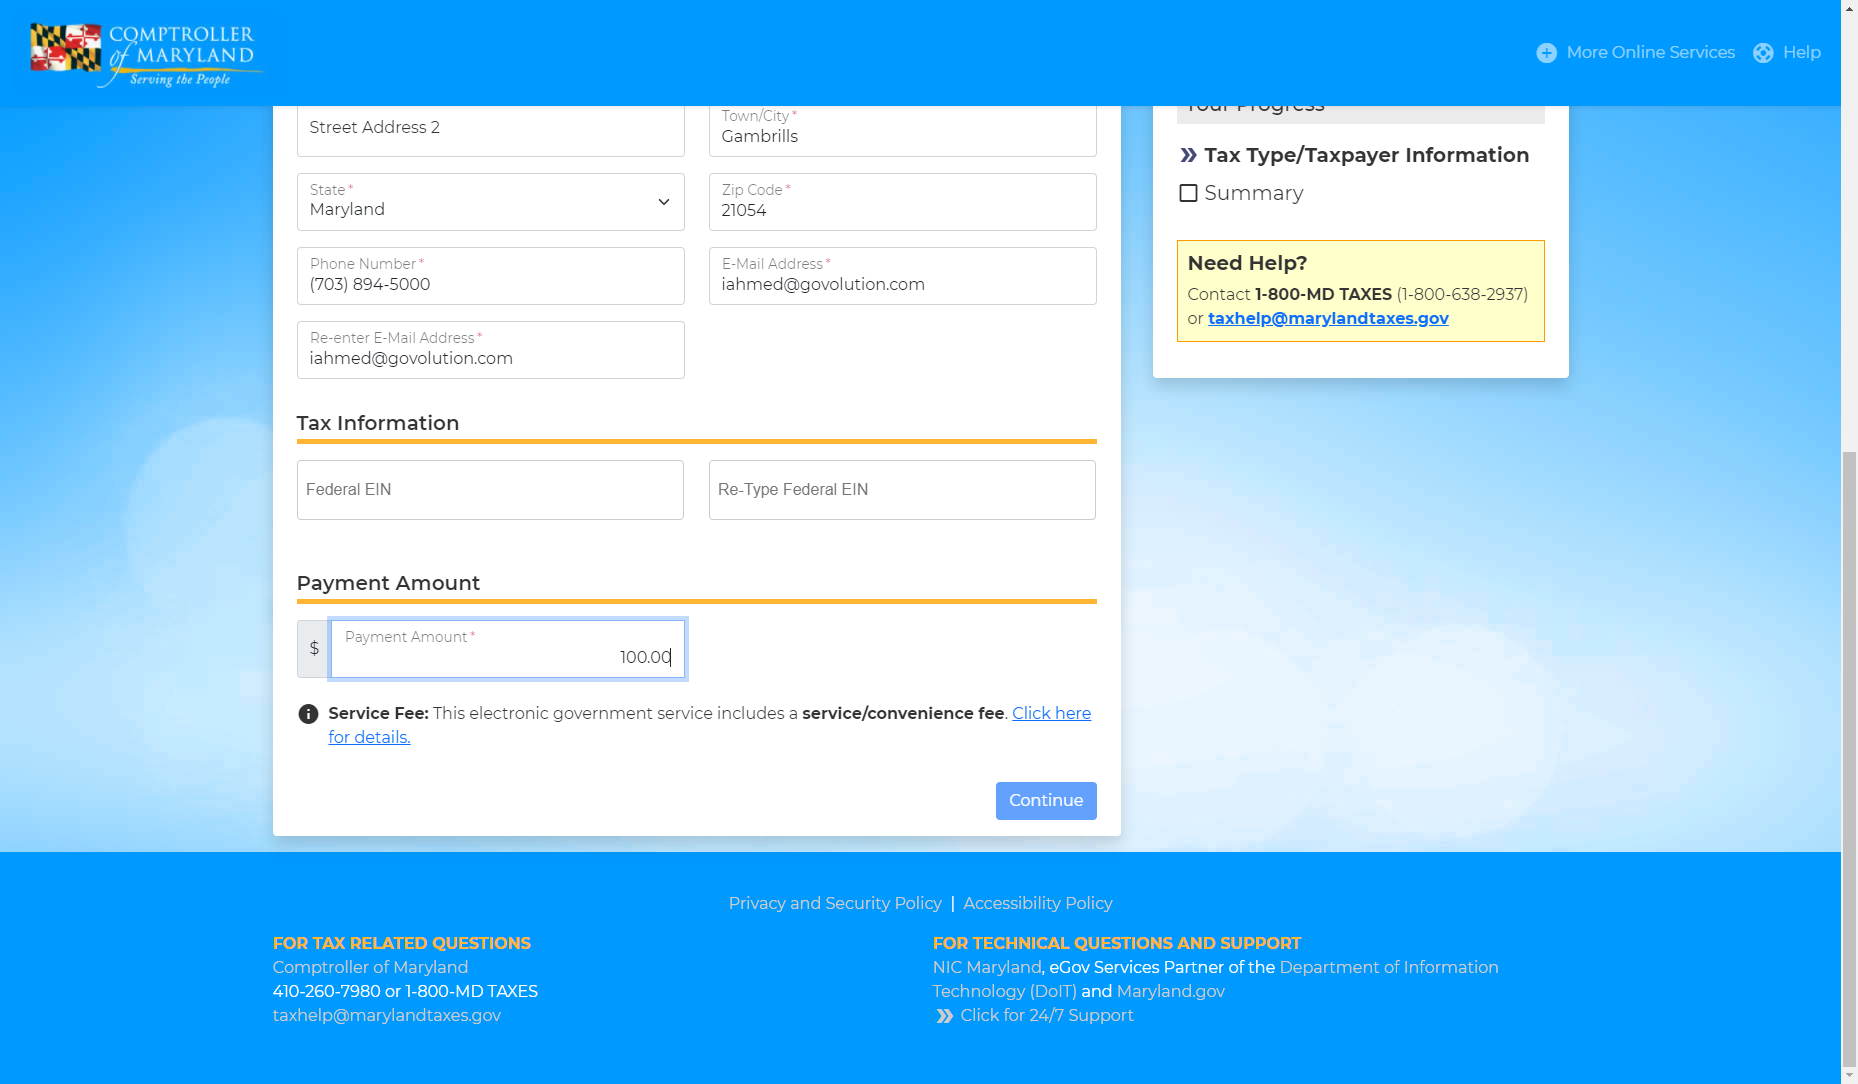 COMPTROLLER
of MARYLAND
Serving the People
More Online Services
Help
Street Address 2
Town/City*
Gambrills
State*
Maryland
Zip Code*
21054
Phone Number*
(703) 894-5000
E-Mail Address*
iahmed@govolution.com
Re-enter E-Mail Address*
iahmed@govolution.com
Tax Information
Federal EIN
Re-Type Federal EIN
Payment Amount
$
Payment Amount*
100.00
Service Fee: This electronic government service includes a service/convenience fee. Click here
for details.
Continue
Your Progress
Tax Type/Taxpayer Information
Summary
Need Help?
Contact 1-800-MD TAXES (1-800-638-2937)
or taxhelp@marylandtaxes.gov
Privacy and Security Policy | Accessibility Policy
FOR TAX RELATED QUESTIONS
Comptroller of Maryland
410-260-7980 or 1-800-MD TAXES
taxhelp@marylandtaxes.gov
FOR TECHNICAL QUESTIONS AND SUPPORT
NIC Maryland, eGov Services Partner of the Department of Information
Technology (DoIT) and Maryland.gov
Click for 24/7 Support